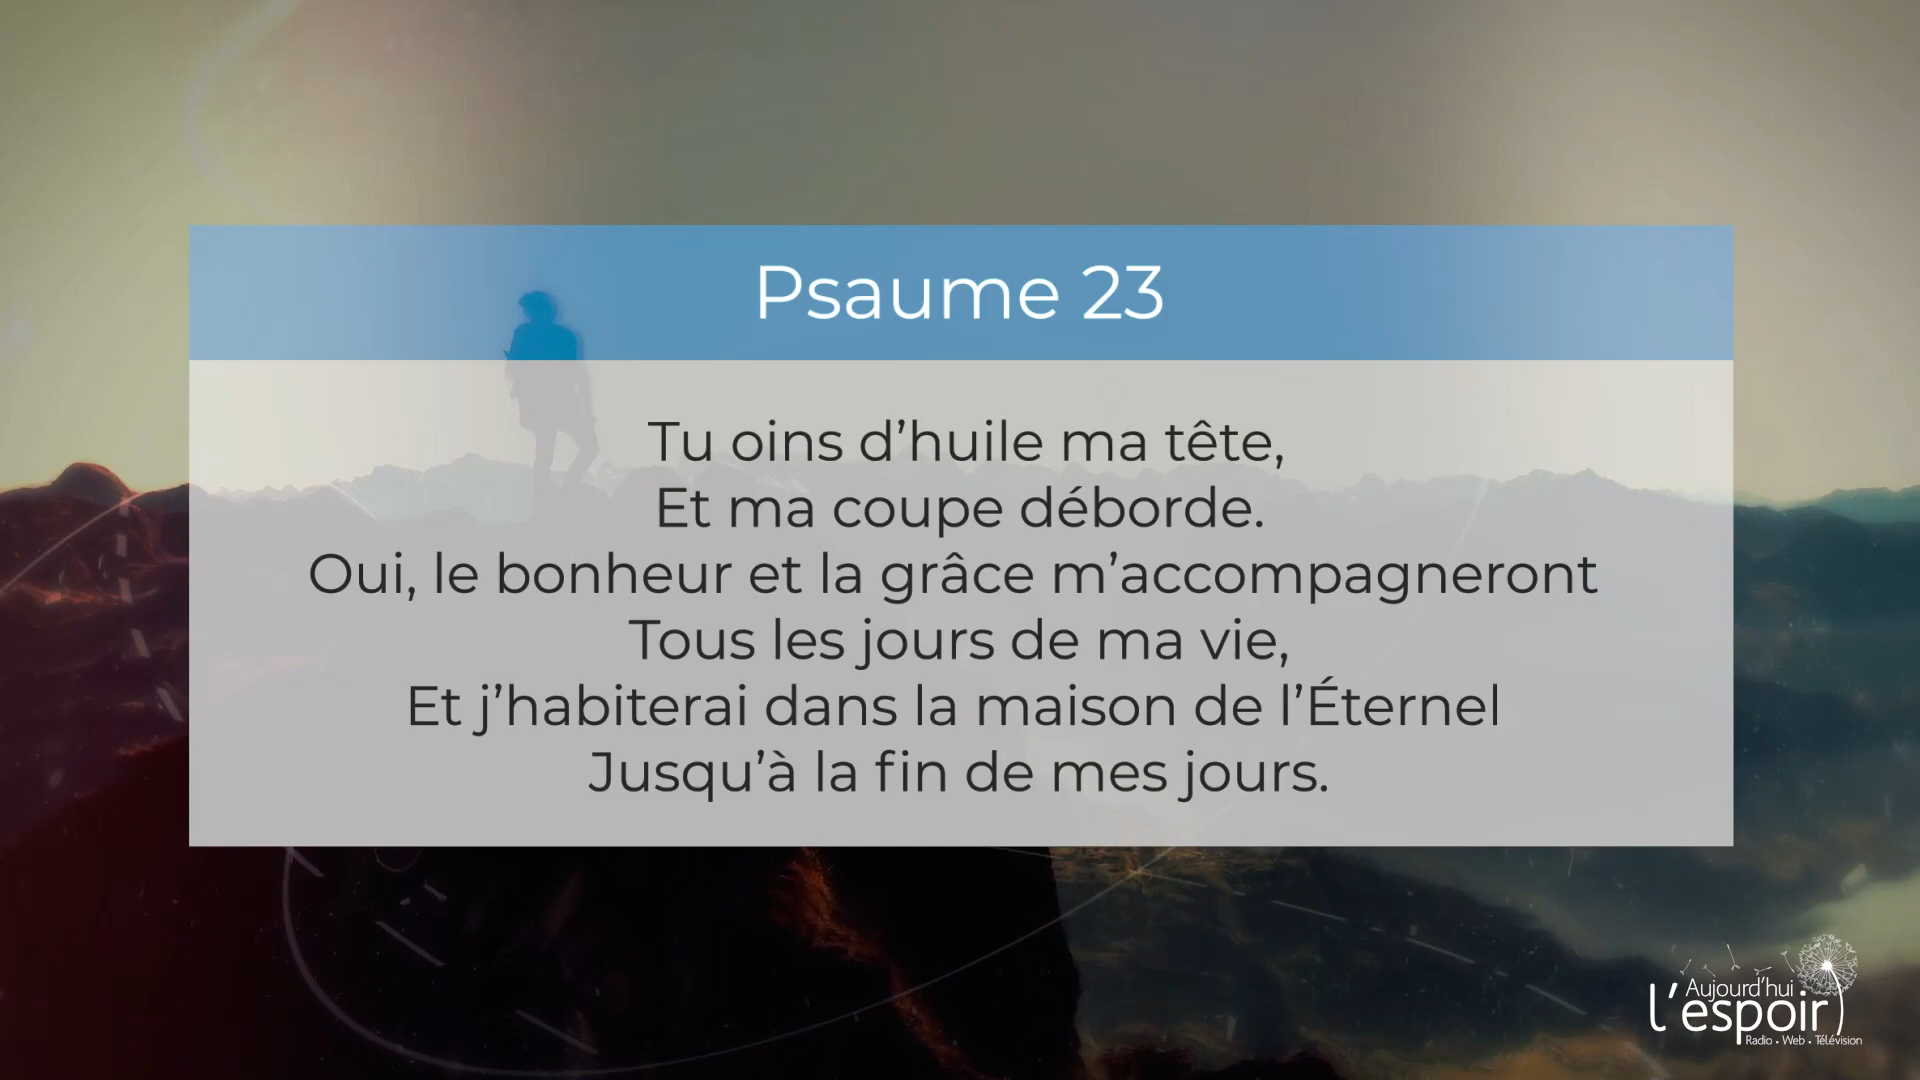 Psaume 23
Tu oins d’huile ma tête,
Et ma coupe déborde.
Oui, le bonheur et la grâce m’accompagneront
Tous les jours de ma vie,
Et j’habiterai dans la maison de l’Éternel
Jusqu’à la fin de mes jours.
Aujourd’hui
l’espoir
Radio • Web • Télévision